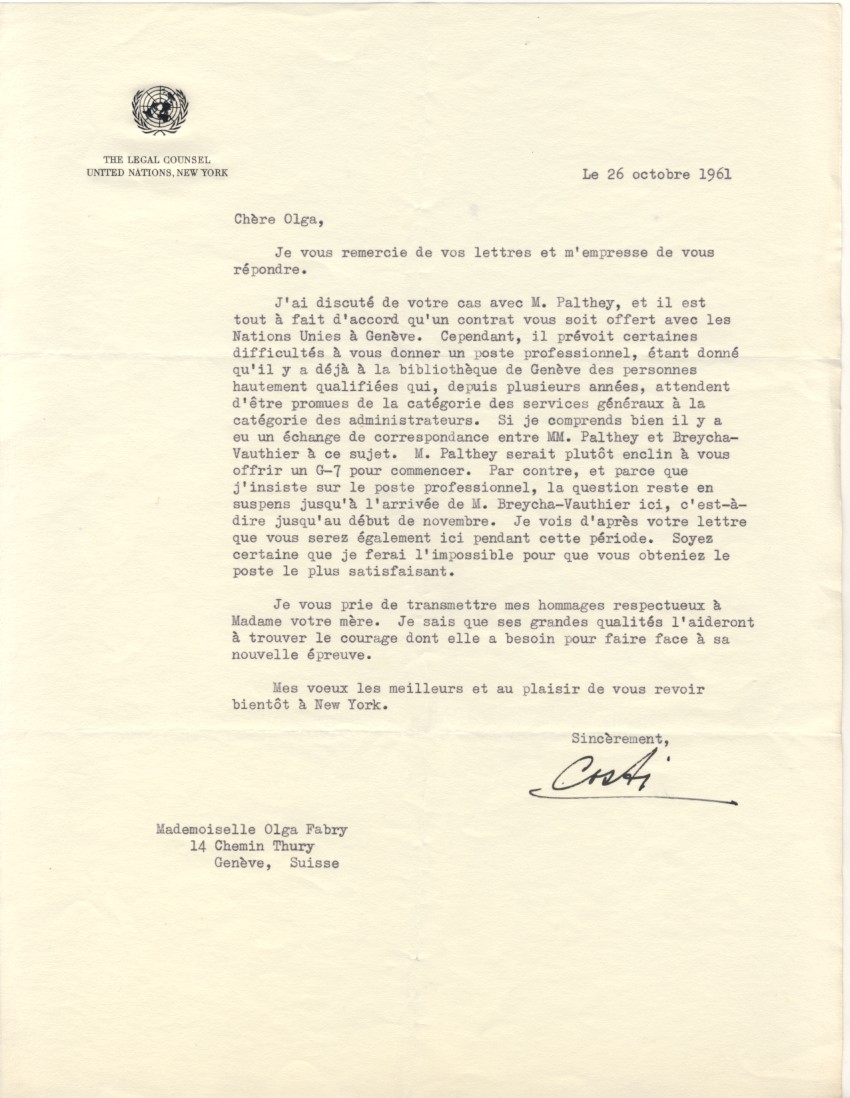 THE LEGAL COUNSEL
UNITED NATIONS, NEW YORK
Le 26 octobre 1961
Chère Olga,
Je vous remercie de vos lettres et m'empresse de vous
répondre.
J'ai discuté de votre cas avec M. Palthey, et il est
tout à fait d'accord qu'un contrat vous soit offert avec les
Nations Unies à Genève. Cependant, il prévoit certaines
difficultés à vous donner un poste professionnel, étant donné
qu'il y a déjà à la bibliothèque de Genève des personnes
hautement qualifiées qui, depuis plusieurs années, attendent
d'être promues de la catégorie des services généraux à la
catégorie des administrateurs. Si je comprends bien il y a
eu un échange de correspondance entre MM. Palthey et Breycha-
Vauthier à ce sujet. M. Palthey serait plutôt enclin à vous
offrir un G-7 pour commencer. Par contre, et parce que
j'insiste sur le poste professionnel, la question reste en
suspens jusqu'à l'arrivée de M. Breycha-Vauthier ici, c'est-à-
dire jusqu'au début de novembre. Je vois d'après votre lettre
que vous serez également ici pendant cette période. Soyez
certaine que je ferai l'impossible pour que vous obteniez le
poste le plus satisfaisant.
Je vous prie de transmettre mes hommages respectueux à
Madame votre mère. Je sais que ses grandes qualités l'aideront
à trouver le courage dont elle a besoin pour faire face à sa
nouvelle épreuve.
Mes voeux les meilleurs et au plaisir de vous revoir
bientôt à New York.
Sincèrement,
Costi
Mademoiselle Olga Fabry
14 Chemin Thury
Genève, Suisse